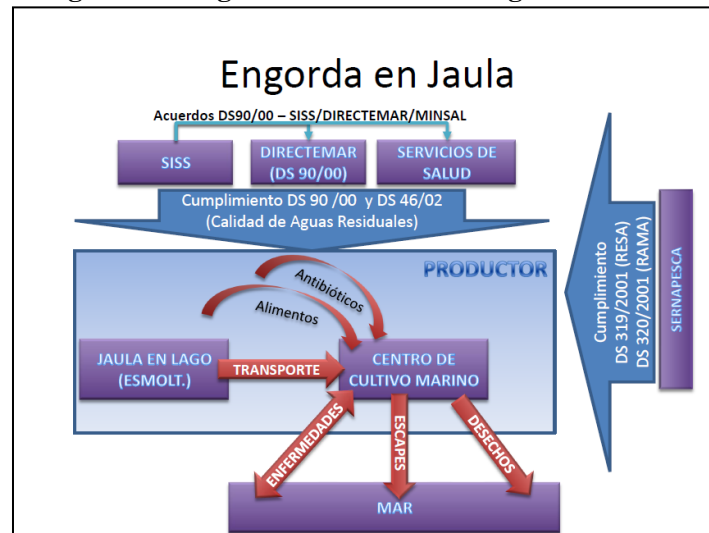 Engorda en Jaula
Acuerdos DS90/00 – SISS/DIRECTEMAR/MINSAL
SISS
DIRECTEMAR
(DS 90/00)
SERVICIOS DE
SALUD
Cumplimiento DS 90 /00 y DS 46/02
(Calidad de Aguas Residuales)
PRODUCTOR
Antibióticos
Alimentos
JAULA EN LAGO
(ESMOLT.)
TRANSPORTE
CENTRO DE
CULTIVO MARINO
ENFERMEDADES
ESCAPES
DESECHOS
MAR
Cumplimiento
DS 319/2001 (RESA)
DS 320/2001 (RAMA)
SERNAPESCA